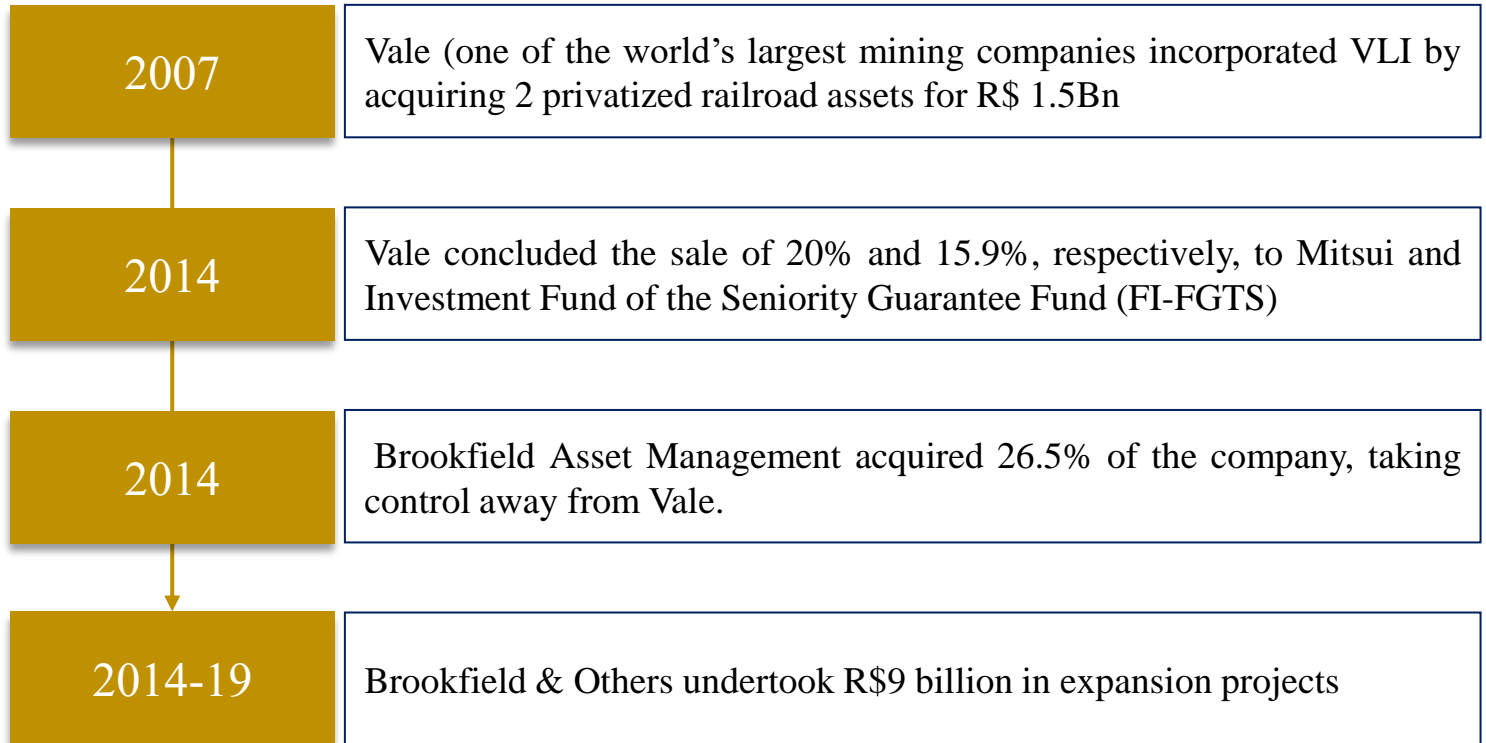 2007
Vale (one of the world’s largest mining companies incorporated VLI by
acquiring 2 privatized railroad assets for R$ 1.5Bn
2014
Vale concluded the sale of 20% and 15.9%, respectively, to Mitsui and
Investment Fund of the Seniority Guarantee Fund (FI-FGTS)
2014
Brookfield Asset Management acquired 26.5% of the company, taking
control away from Vale.
2014-19
Brookfield & Others undertook R$9 billion in expansion projects